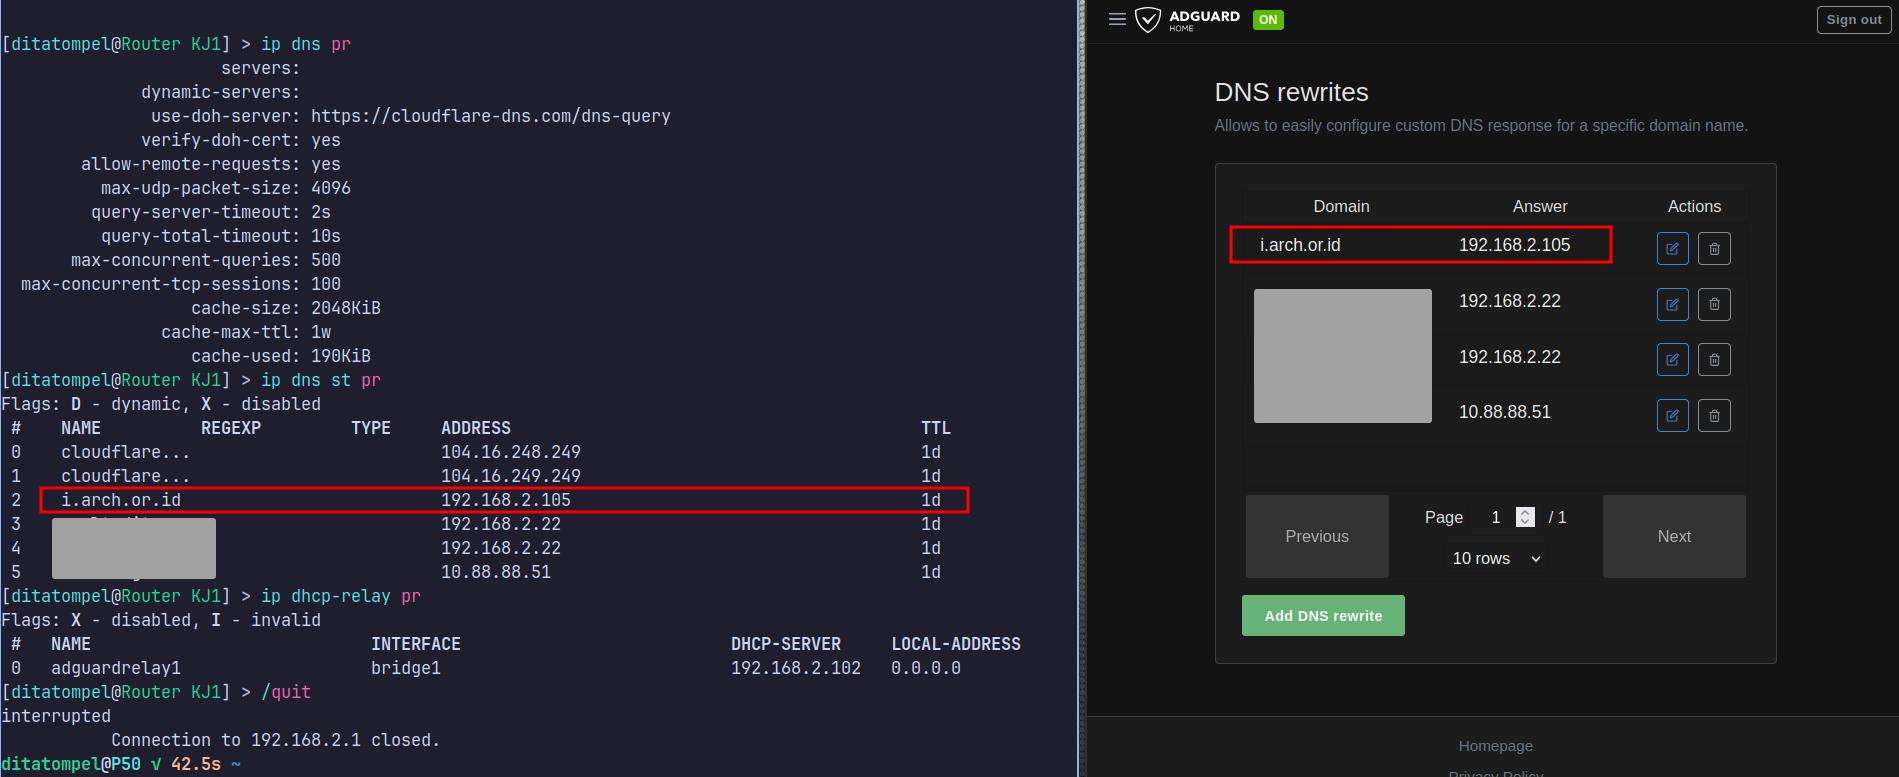 [ditatompel@Router KJ1] > ip dns pr
servers:
dynamic-servers:
use-doh-server: https://cloudflare-dns.com/dns-query
verify-doh-cert: yes
allow-remote-requests: yes
max-udp-packet-size: 4096
query-server-timeout: 2s
query-total-timeout: 10s
max-concurrent-queries: 500
max-concurrent-tcp-sessions: 100
cache-size: 2048KiB
cache-max-ttl: 1w
cache-used: 190KiB
[ditatompel@Router KJ1] > ip dns st pr
Flags: D - dynamic, X - disabled
# NAME REGEXP TYPE ADDRESS TTL
0 cloudflare... 104.16.248.249 1d
1 cloudflare... 104.16.249.249 1d
2 i.arch.or.id 192.168.2.105 1d
3 192.168.2.22 1d
4 192.168.2.22 1d
5 10.88.88.51 1d
[ditatompel@Router KJ1] > ip dhcp-relay pr
Flags: X - disabled, I - invalid
# NAME INTERFACE DHCP-SERVER LOCAL-ADDRESS
0 adguardrelay1 bridge1 192.168.2.102 0.0.0.0
[ditatompel@Router KJ1] > /quit
interrupted
Connection to 192.168.2.1 closed.
ditatompel@P50 √ 42.5s ~
ADGUARD
HOME
ON
Sign out
DNS rewrites
Allows to easily configure custom DNS response for a specific domain name.
Domain Answer Actions
i.arch.or.id 192.168.2.105
192.168.2.22
192.168.2.22
10.88.88.51
Previous
Page 1 / 1
10 rows
Next
Add DNS rewrite
Homepage
Privacy Policy